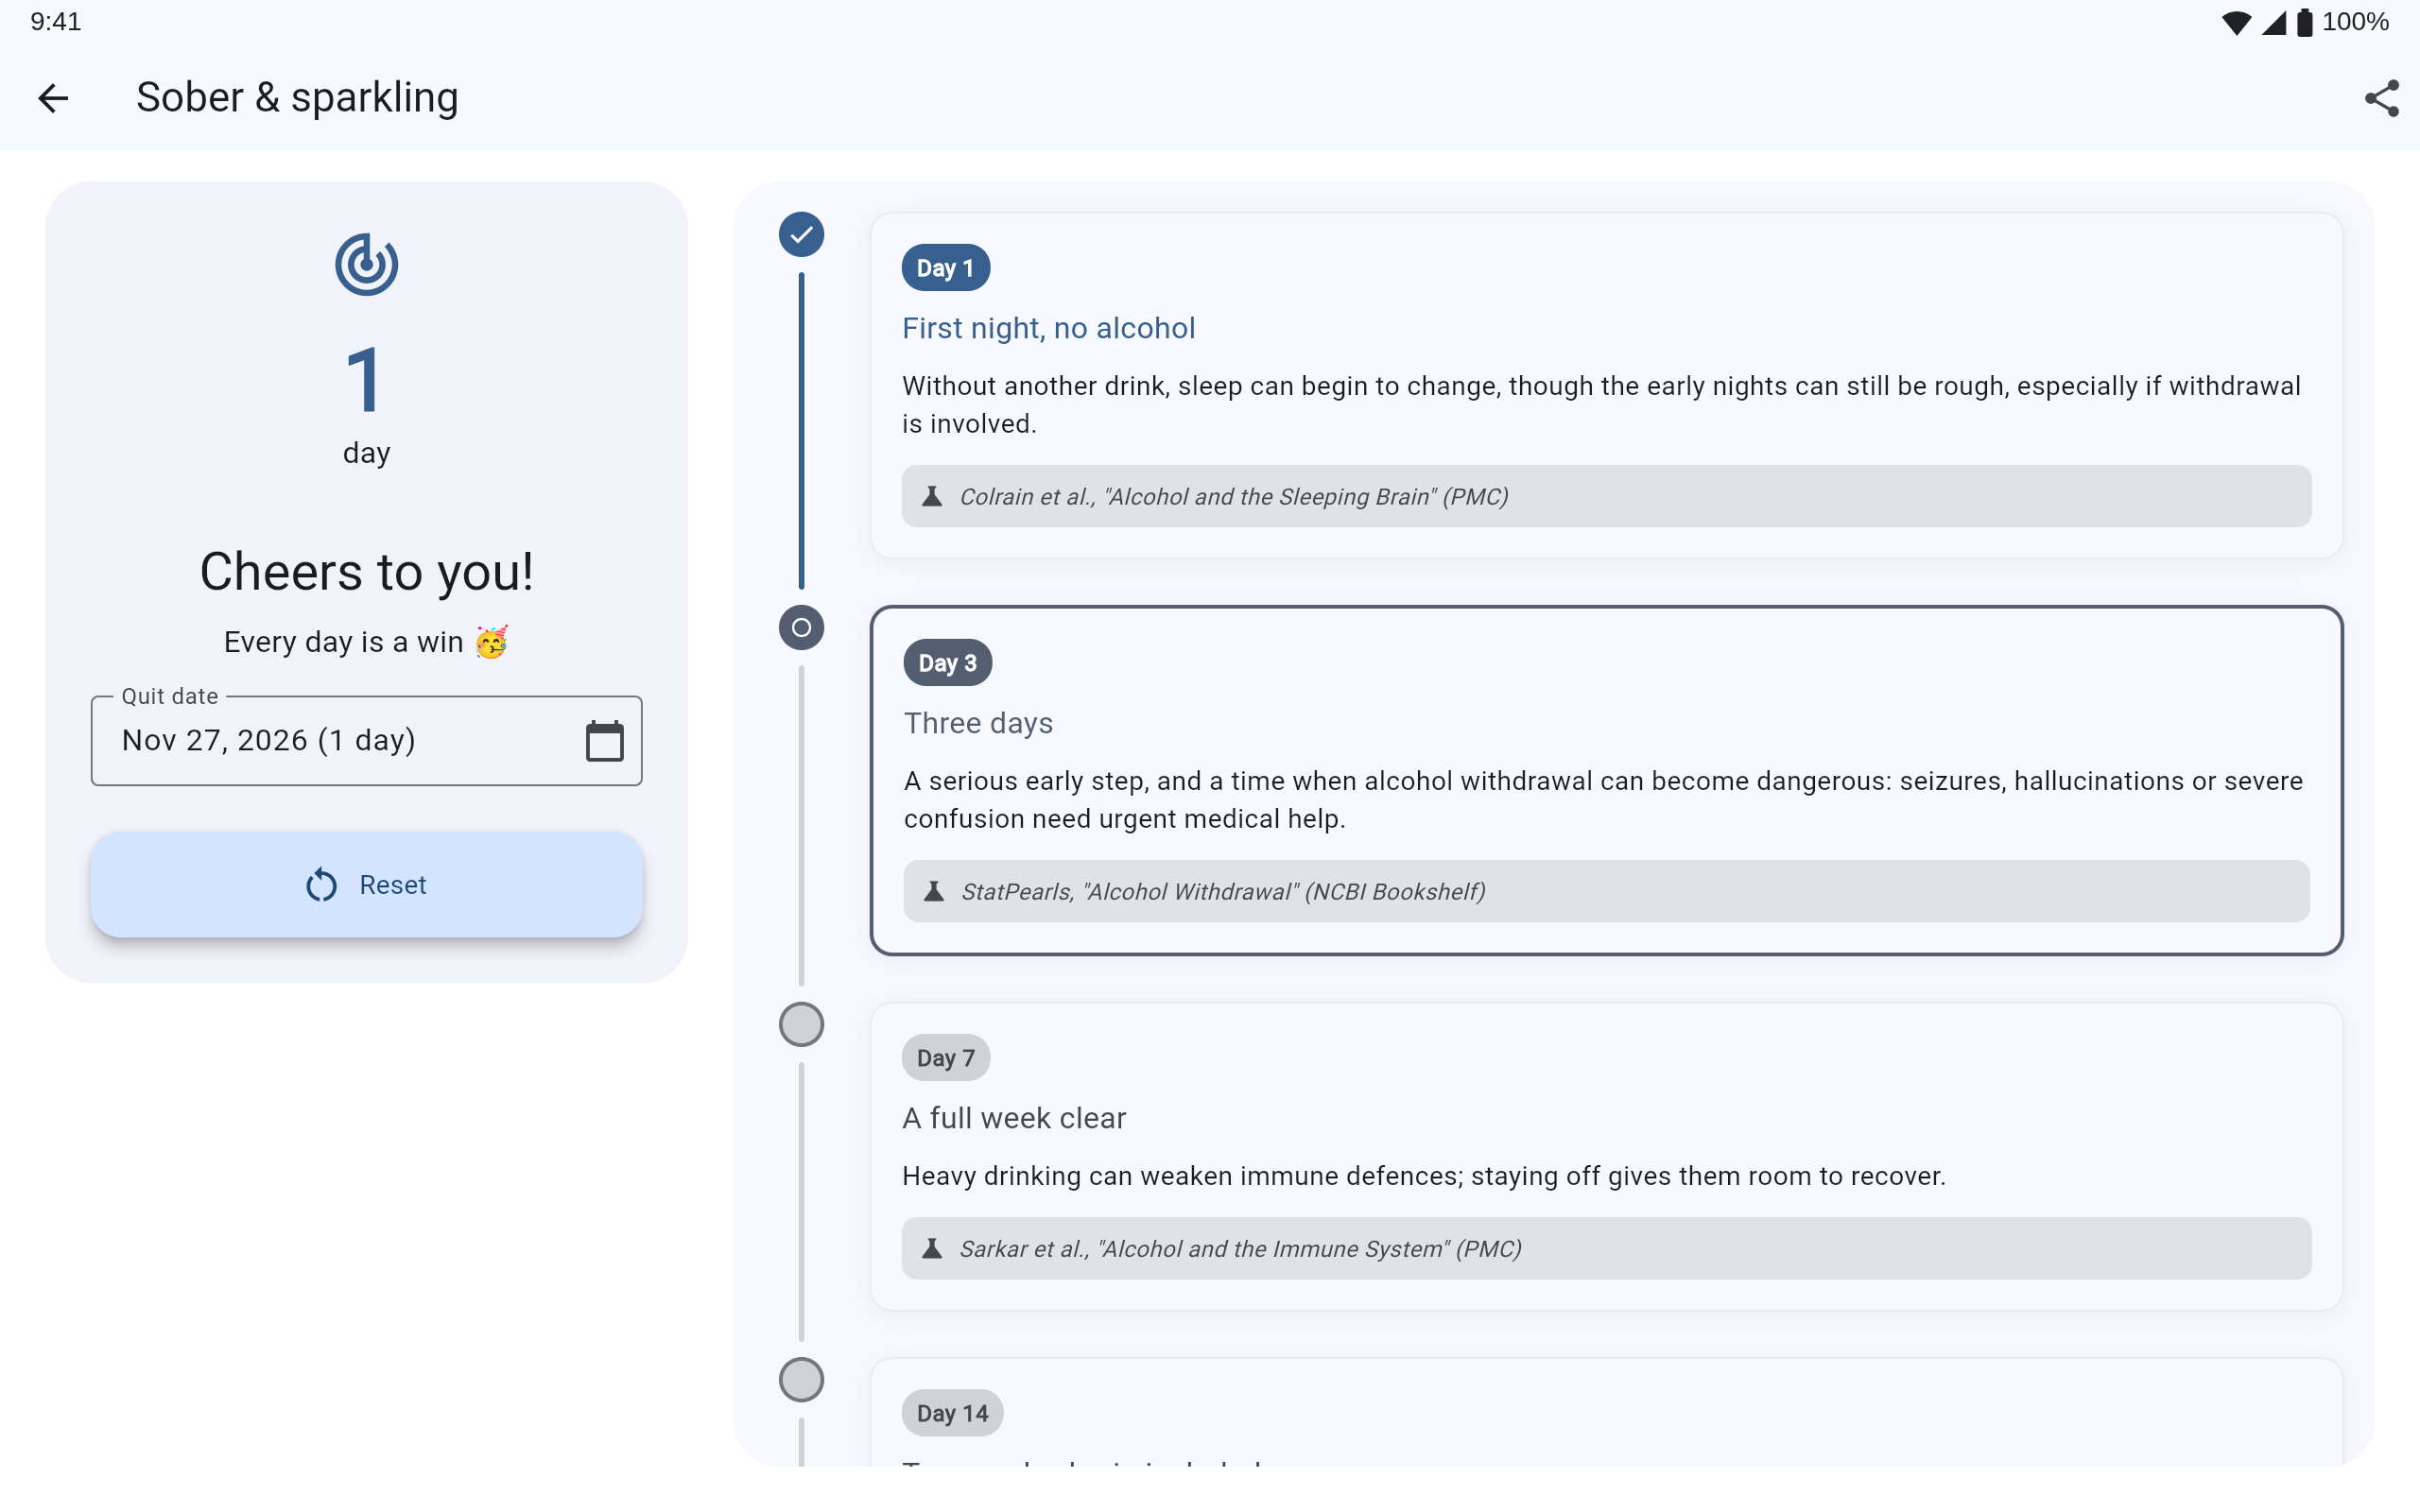 9:41
100%
Sober & sparkling
1
day
Cheers to you!
Every day is a win 🥳
Quit date
Nov 27, 2026 (1 day)
Reset
Day 1
First night, no alcohol
Without another drink, sleep can begin to change, though the early nights can still be rough, especially if withdrawal
is involved.
Colrain et al., "Alcohol and the Sleeping Brain" (PMC)
Day 3
Three days
A serious early step, and a time when alcohol withdrawal can become dangerous: seizures, hallucinations or severe
confusion need urgent medical help.
StatPearls, "Alcohol Withdrawal" (NCBI Bookshelf)
Day 7
A full week clear
Heavy drinking can weaken immune defences; staying off gives them room to recover.
Sarkar et al., "Alcohol and the Immune System" (PMC)
Day 14